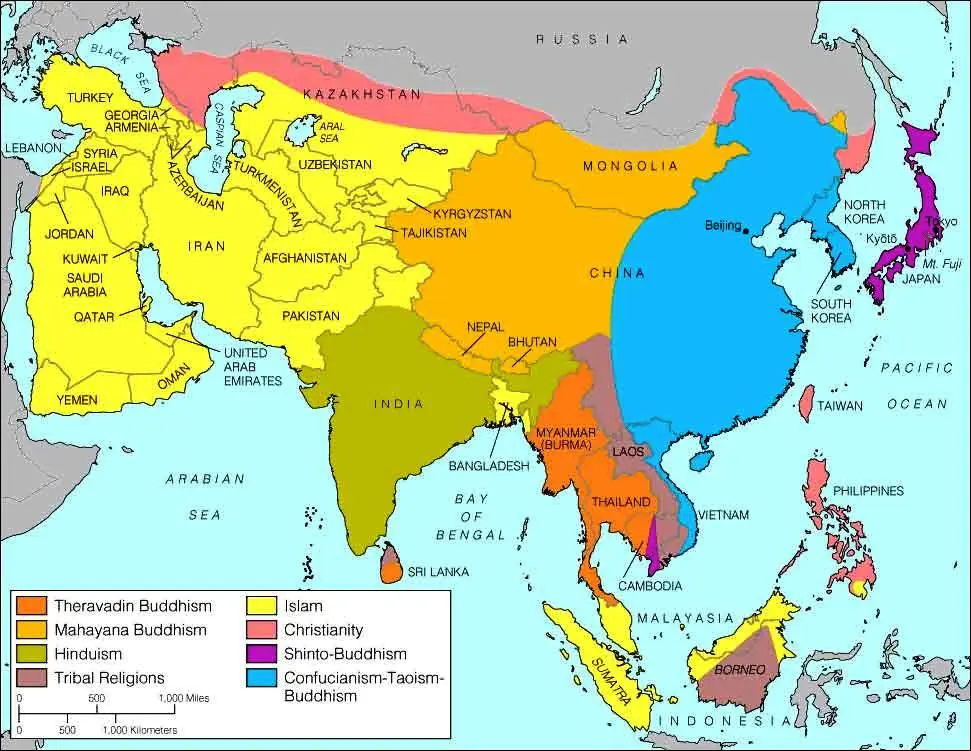 RUSSIA
BLACK
SEA
TURKEY
KAZAKHSTAN
GEORGIA
ARMENIA
CASPIAN
SEA
ARAL
SEA
LEBANON
SYRIA
ISRAEL
AZERBAIJAN
TURKMENISTAN
UZBEKISTAN
MONGOLIA
IRAQ
KYRGYZSTAN
TAJIKISTAN
NORTH
KOREA
Beijing
Tokyo
Kyōtō
Mt. Fuji
JAPAN
JORDAN
IRAN
KUWAIT
AFGHANISTAN
CHINA
SAUDI
ARABIA
QATAR
PAKISTAN
SOUTH
KOREA
NEPAL
BHUTAN
UNITED
ARAB
EMIRATES
OMAN
YEMEN
INDIA
PACIFIC
OCEAN
TAIWAN
MYANMAR
(BURMA)
LAOS
BANGLADESH
ARABIAN
SEA
BAY
OF
BENGAL
THAILAND
VIETNAM
PHILIPPINES
SRI LANKA
CAMBODIA
MALAYASIA
SUMATRA
BORNEO
INDONESIA
Theravadin Buddhism
Mahayana Buddhism
Hinduism
Tribal Religions
Islam
Christianity
Shinto-Buddhism
Confucianism-Taoism-
Buddhism
0 500 1,000 Miles
0 500 1,000 Kilometers